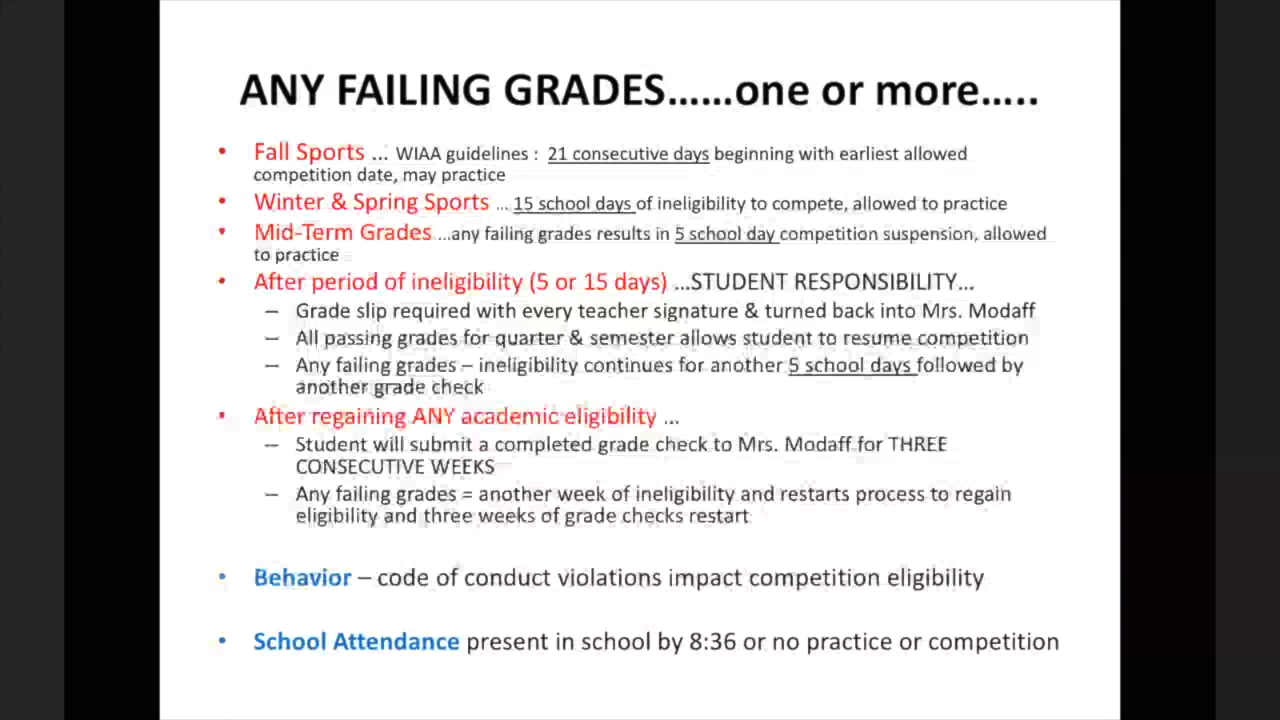 ANY FAILING GRADES……one or more…..
• Fall Sports … WIAA guidelines : 21 consecutive days beginning with earliest allowed
competition date, may practice
• Winter & Spring Sports … 15 school days of ineligibility to compete, allowed to practice
• Mid-Term Grades …any failing grades results in 5 school day competition suspension, allowed
to practice
• After period of ineligibility (5 or 15 days) …STUDENT RESPONSIBILITY…
– Grade slip required with every teacher signature & turned back into Mrs. Modaff
– All passing grades for quarter & semester allows student to resume competition
– Any failing grades – ineligibility continues for another 5 school days followed by
another grade check
• After regaining ANY academic eligibility …
– Student will submit a completed grade check to Mrs. Modaff for THREE
CONSECUTIVE WEEKS
– Any failing grades = another week of ineligibility and restarts process to regain
eligibility and three weeks of grade checks restart
• Behavior – code of conduct violations impact competition eligibility
• School Attendance present in school by 8:36 or no practice or competition